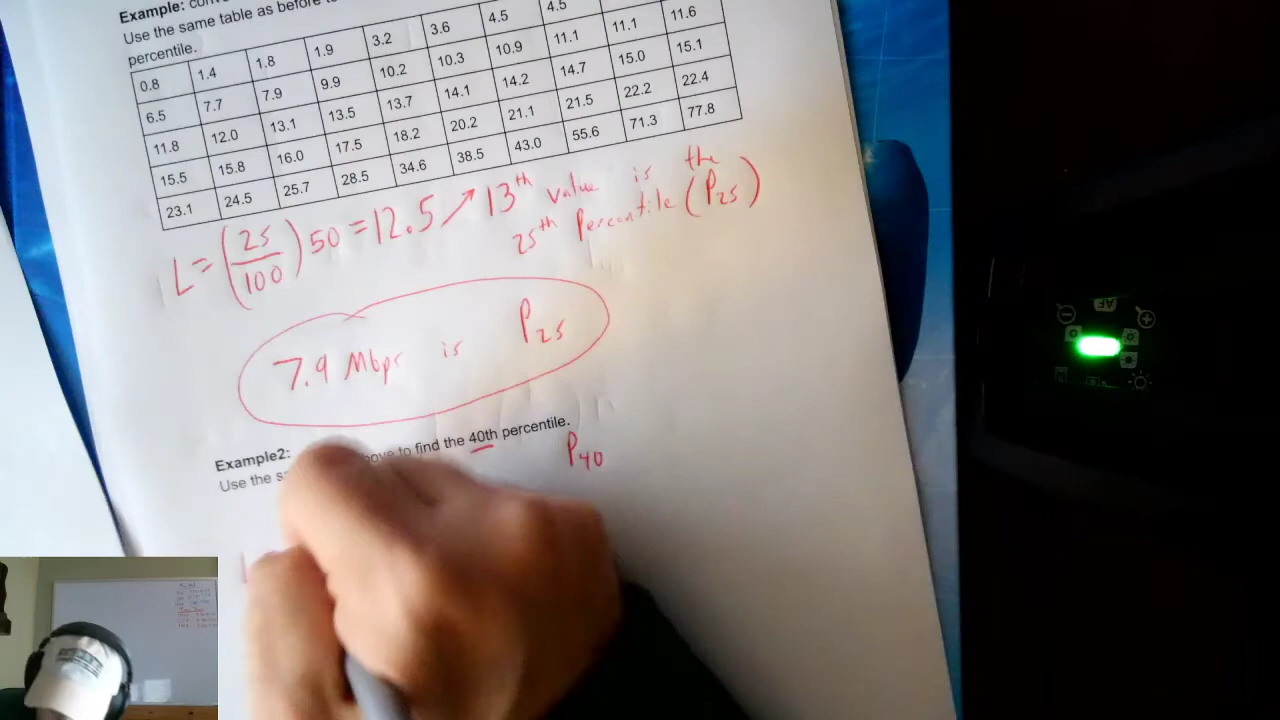 Example:
Use the same table as before to
percentile.
0.8 1.4 1.8 1.9 3.2 3.6 4.5 4.5
6.5 7.7 7.9 9.9 10.2 10.3 10.9 11.1 11.1 11.6
11.8 12.0 13.1 13.5 13.7 14.1 14.2 14.7 15.0 15.1
15.5 15.8 16.0 17.5 18.2 20.2 21.1 21.5 22.2 22.4
23.1 24.5 25.7 28.5 34.6 38.5 43.0 55.6 71.3 77.8
L = (25/100) 50 = 12.5 ↗ 13th value is the
25th Percentile (P25)
7.9 Mbps is P25
Example2:
Use the to find the 40th percentile.
P40
L
AF